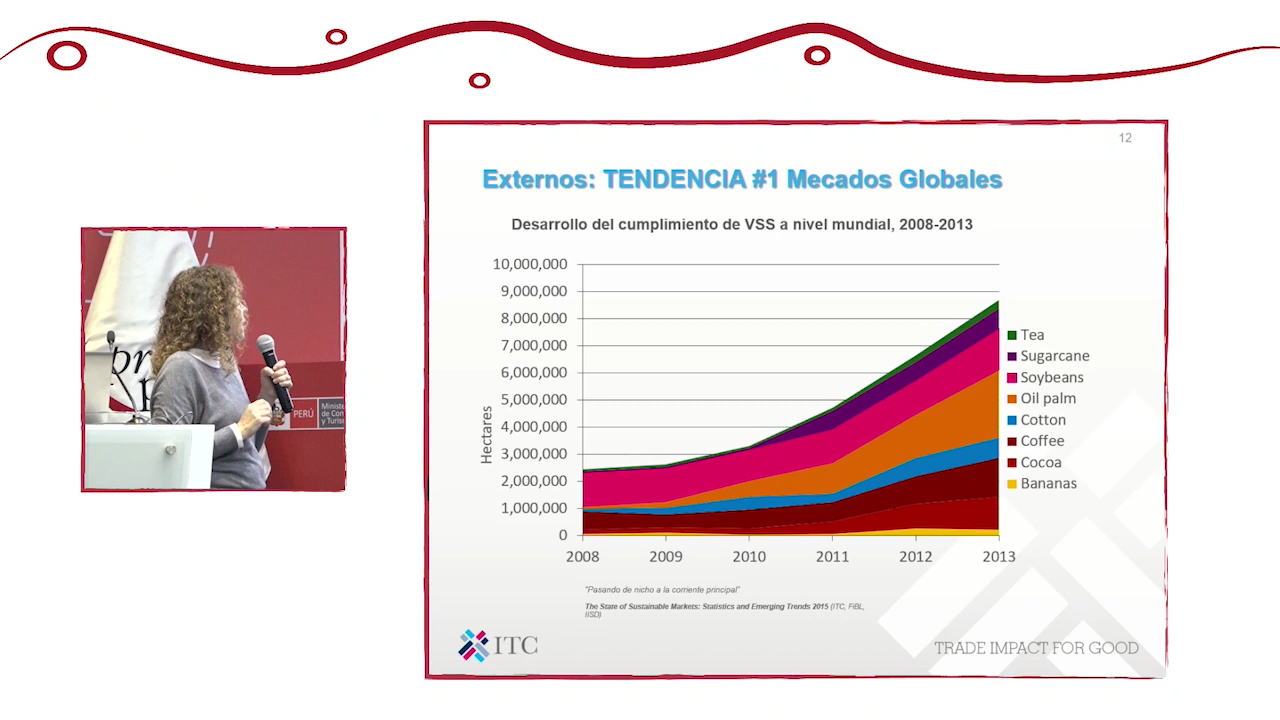 12
Externos: TENDENCIA #1 Mecados Globales
Desarrollo del cumplimiento de VSS a nivel mundial, 2008-2013
10,000,000
9,000,000
8,000,000
7,000,000
6,000,000
5,000,000
4,000,000
3,000,000
2,000,000
1,000,000
0
Hectares
2008 2009 2010 2011 2012 2013
Tea
Sugarcane
Soybeans
Oil palm
Cotton
Coffee
Cocoa
Bananas
"Pasando de nicho a la corriente principal"
The State of Sustainable Markets: Statistics and Emerging Trends 2015 (ITC, FiBL,
IISD)
ITC
TRADE IMPACT FOR GOOD
PERÚ